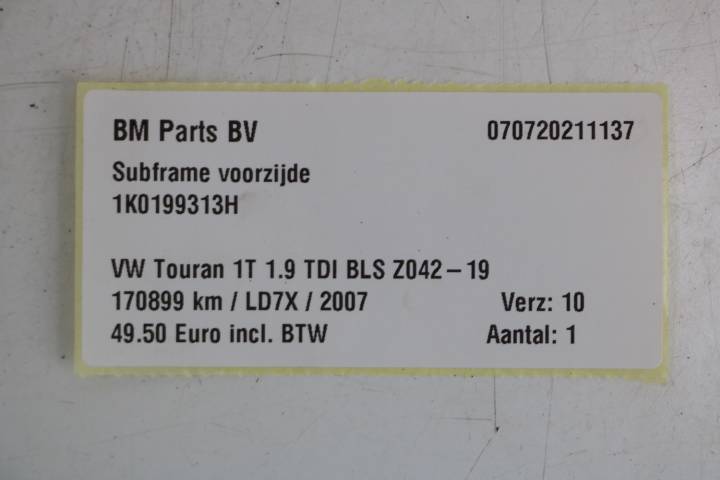 BM Parts BV 070720211137
Subframe voorzijde
1K0199313H
VW Touran 1T 1.9 TDI BLS Z042-19
170899 km / LD7X / 2007 Verz: 10
49.50 Euro incl. BTW Aantal: 1